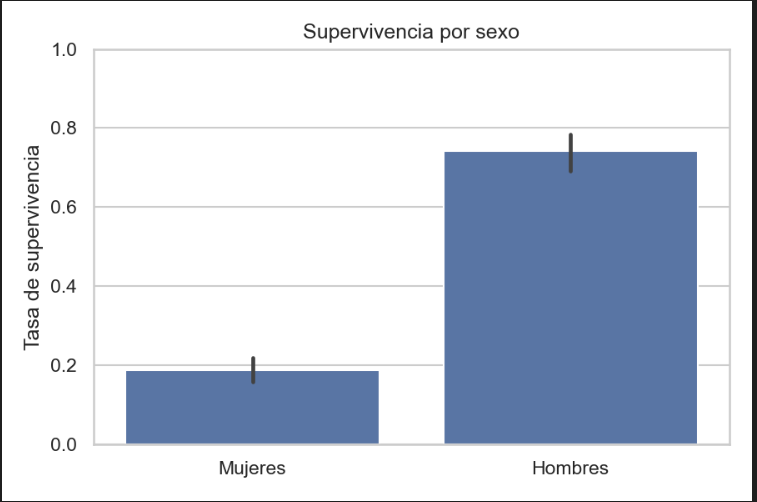 Supervivencia por sexo
1.0
0.8
0.6
0.4
0.2
0.0
Tasa de supervivencia
Mujeres
Hombres